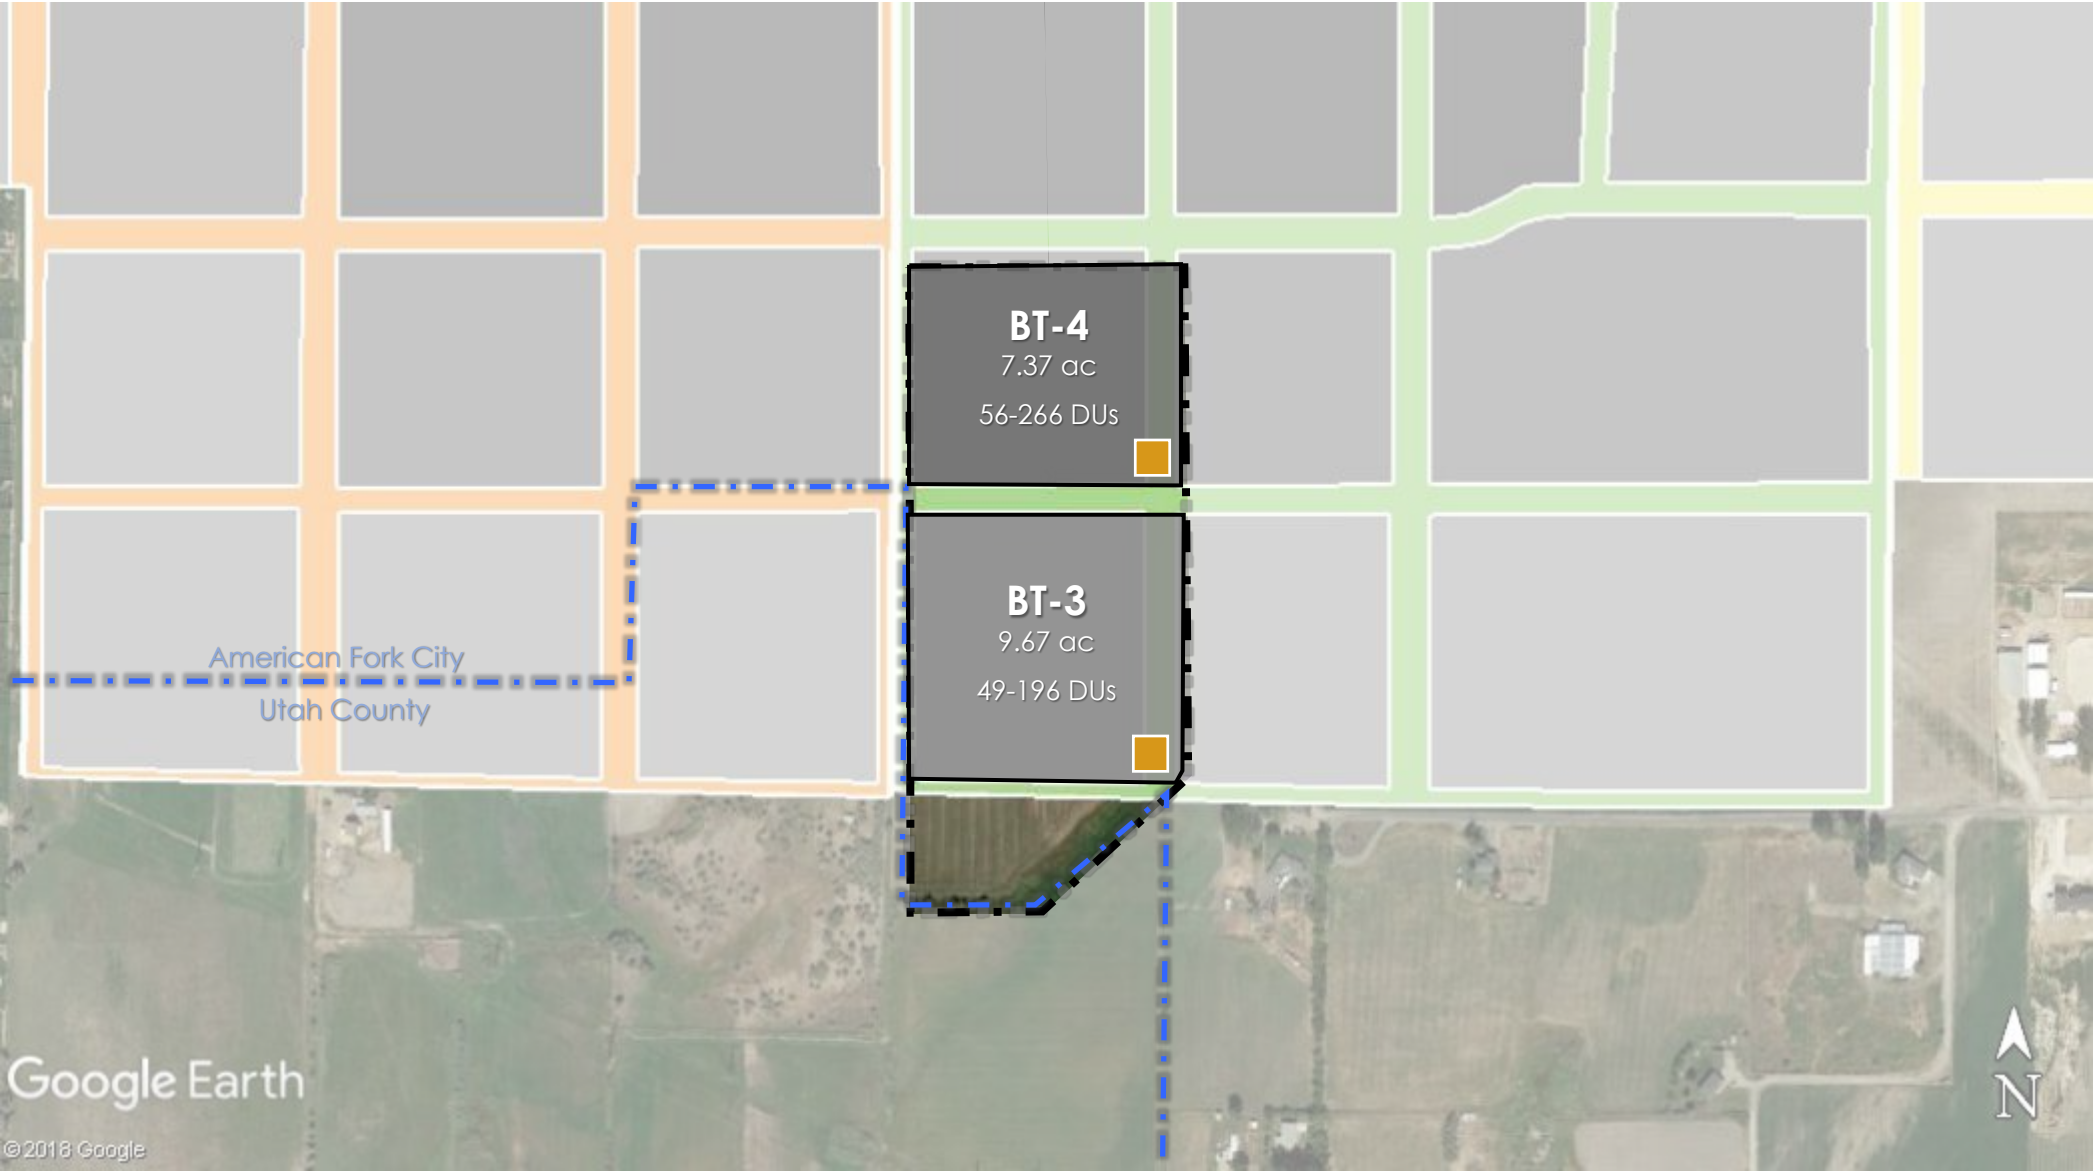 BT-4
7.37 ac
56-266 DUs
BT-3
9.67 ac
49-196 DUs
American Fork City
Utah County
Google Earth
©2018 Google
N